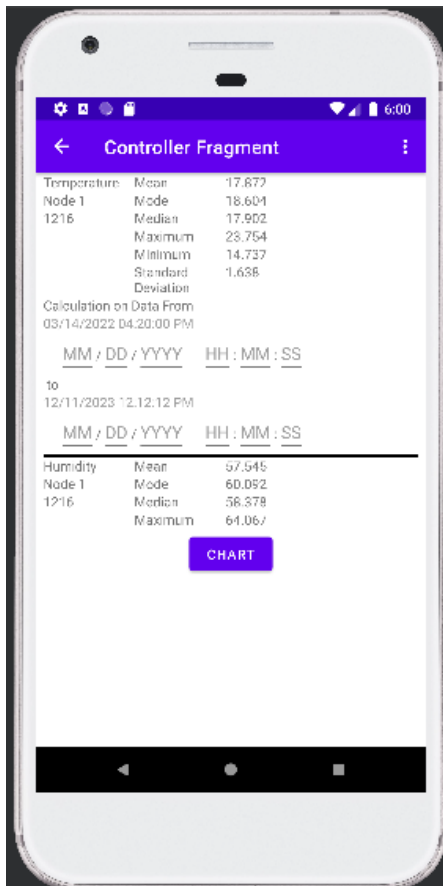 6:00
Controller Fragment
Temperature Mean 17.872
Node 1 Mode 18.604
1216 Median 17.902
Maximum 23.754
Minimum 14.737
Standard 1.638
Deviation
Calculation on Data From
03/14/2022 04:20:00 PM
MM / DD / YYYY HH : MM : SS
to
12/11/2023 12.12.12 PM
MM / DD / YYYY HH : MM : SS
Humidity Mean 57.545
Node 1 Mode 60.092
1216 Median 58.378
Maximum 64.067
CHART